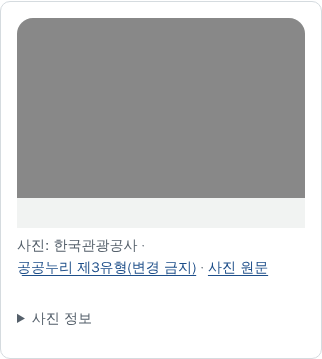 사진: 한국관광공사 ·
공공누리 제3유형(변경 금지) · 사진 원문
▶ 사진 정보